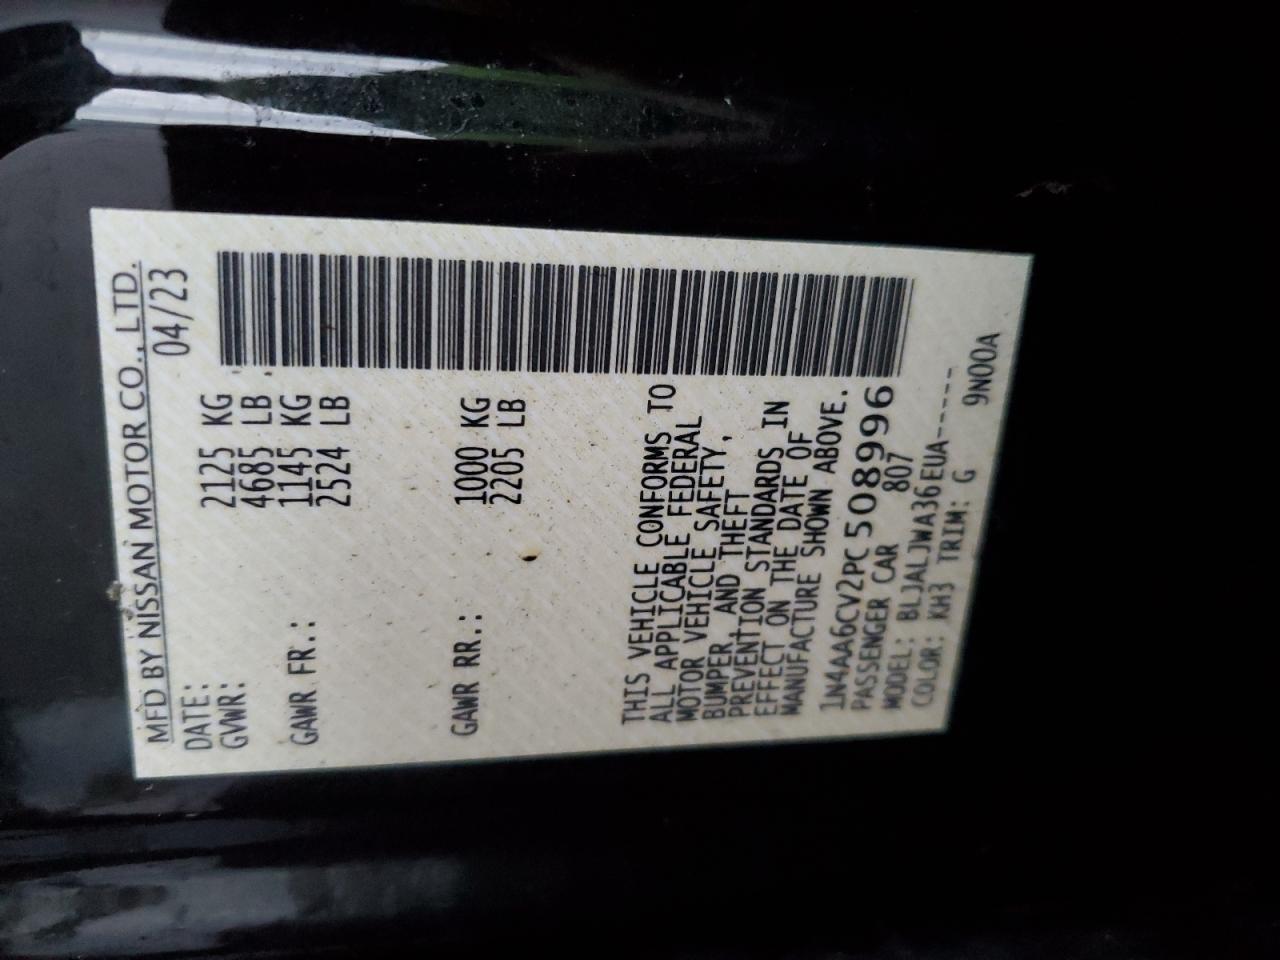 MFD BY NISSAN MOTOR CO., LTD.
DATE: 04/23
GVWR: 2125 KG
4685 LB
GAWR FR.: 1145 KG
2524 LB
GAWR RR.: 1000 KG
2205 LB
THIS VEHICLE CONFORMS TO
ALL APPLICABLE FEDERAL
MOTOR VEHICLE SAFETY,
BUMPER, AND THEFT
PREVENTION STANDARDS IN
EFFECT ON THE DATE OF
MANUFACTURE SHOWN ABOVE.
1N4AA6CV2PC508996
PASSENGER CAR 807
MODEL: BLJALJWA36EUA-----
COLOR: KH3 TRIM: G 9N00A